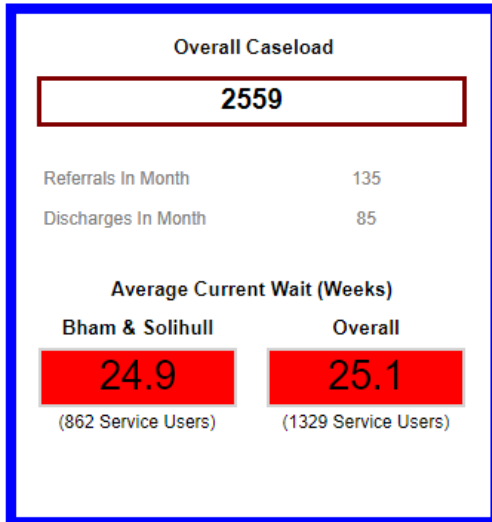 Overall Caseload
2559
Referrals In Month 135
Discharges In Month 85
Average Current Wait (Weeks)
Bham & Solihull Overall
24.9 25.1
(862 Service Users) (1329 Service Users)